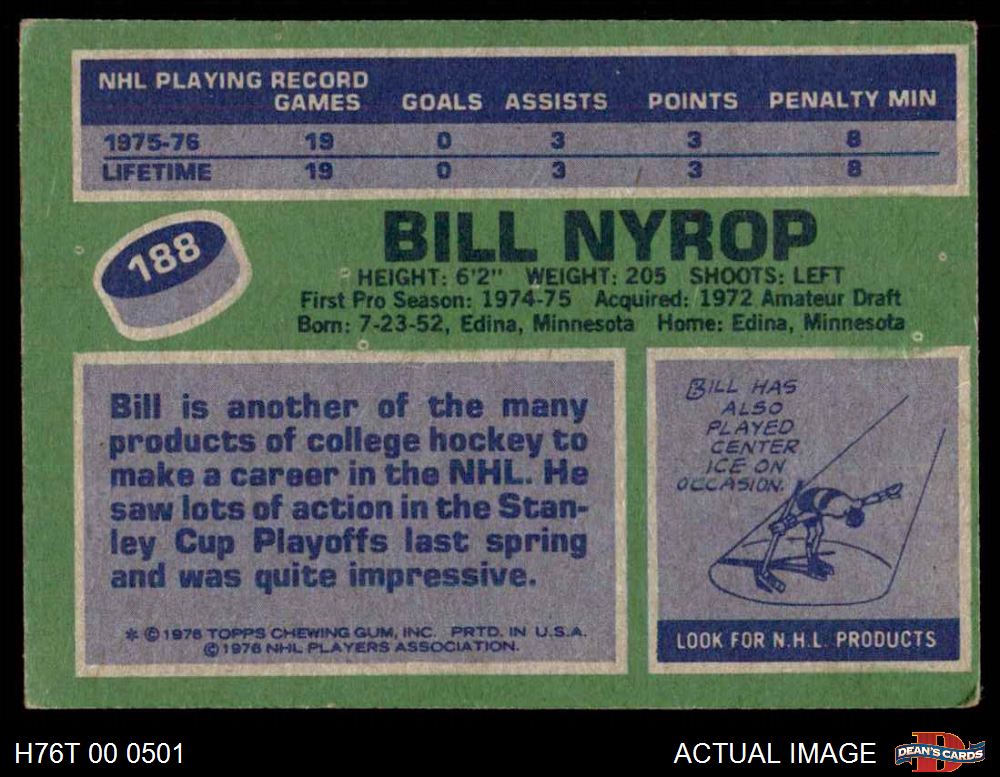 NHL PLAYING RECORD
GAMES GOALS ASSISTS POINTS PENALTY MIN
1975-76 19 0 3 3 8
LIFETIME 19 0 3 3 8
188
BILL NYROP
HEIGHT: 6'2" WEIGHT: 205 SHOOTS: LEFT
First Pro Season: 1974-75 Acquired: 1972 Amateur Draft
Born: 7-23-52, Edina, Minnesota Home: Edina, Minnesota
Bill is another of the many
products of college hockey to
make a career in the NHL. He
saw lots of action in the Stan-
ley Cup Playoffs last spring
and was quite impressive.
* © 1976 TOPPS CHEWING GUM, INC. PRTD. IN U.S.A.
© 1976 NHL PLAYERS ASSOCIATION.
BILL HAS
ALSO
PLAYED
CENTER
ICE ON
OCCASION.
LOOK FOR N.H.L. PRODUCTS
H76T 00 0501
ACTUAL IMAGE
D
DEAN'S CARDS